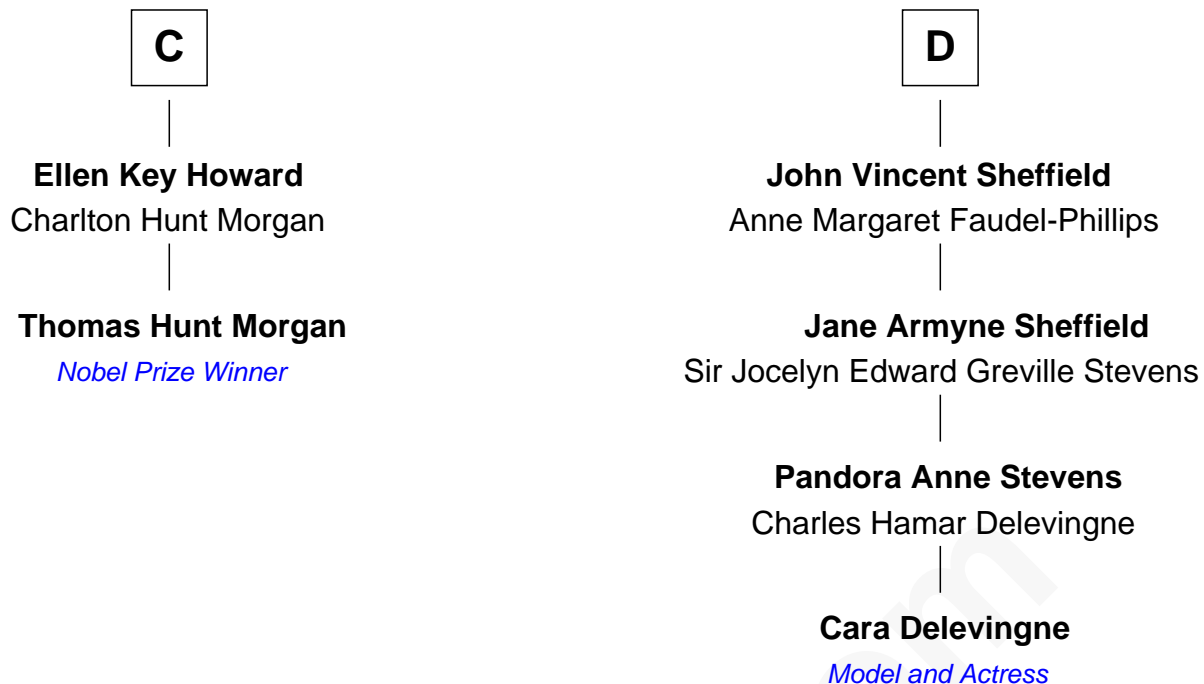 C
Ellen Key Howard
Charlton Hunt Morgan
Thomas Hunt Morgan
Nobel Prize Winner
D
John Vincent Sheffield
Anne Margaret Faudel-Phillips
Jane Armyne Sheffield
Sir Jocelyn Edward Greville Stevens
Pandora Anne Stevens
Charles Hamar Delevingne
Cara Delevingne
Model and Actress